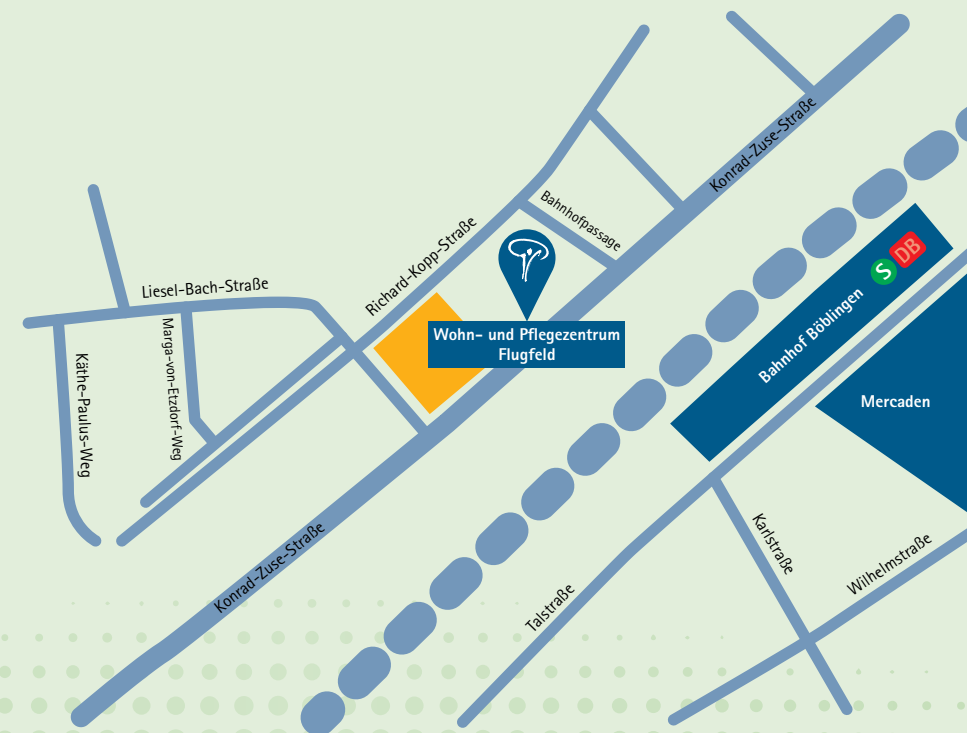 Konrad-Zuse-Straße
Bahnhofpassage
Richard-Kopp-Straße
S
DB
Liesel-Bach-Straße
Bahnhof Böblingen
Wohn- und Pflegezentrum
Flugfeld
Marga-von-Etzdorf-Weg
Käthe-Paulus-Weg
Mercaden
Konrad-Zuse-Straße
Karlstraße
Wilhelmstraße
Talstraße